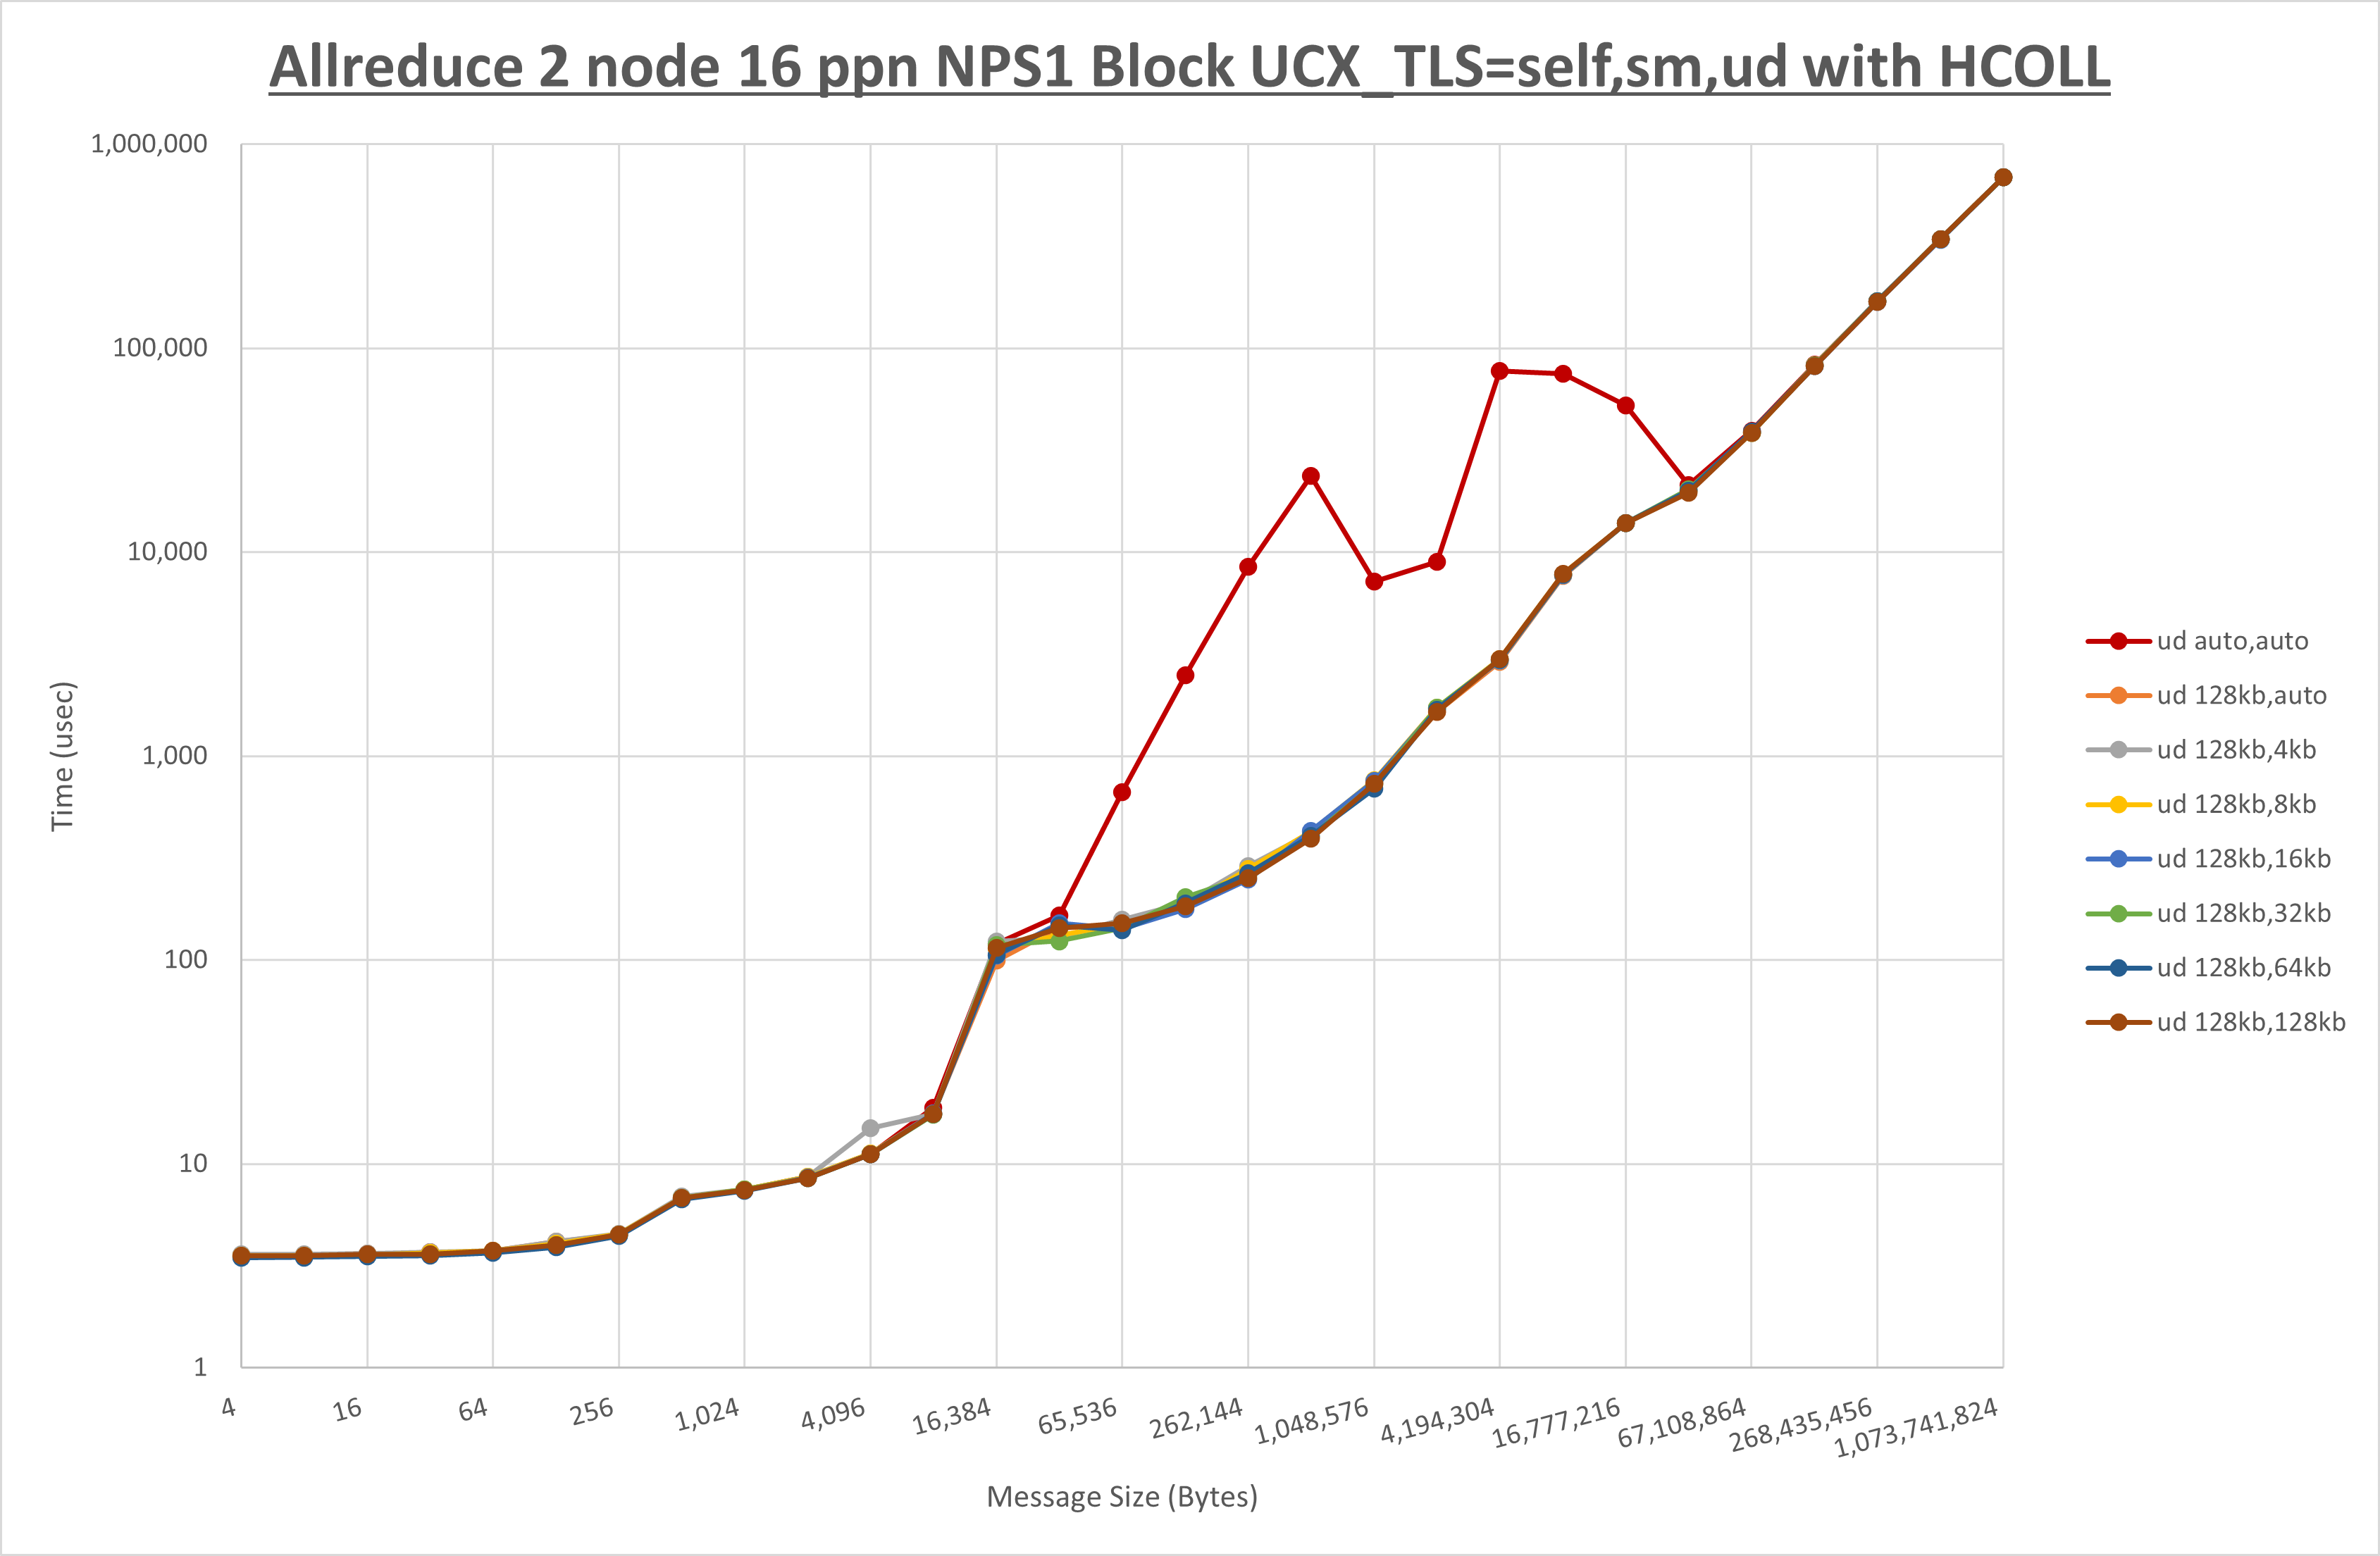 Allreduce 2 node 16 ppn NPS1 Block UCX_TLS=self,sm,ud with HCOLL
1,000,000
100,000
10,000
1,000
100
10
1
Time (usec)
4
16
64
256
1,024
4,096
16,384
65,536
262,144
1,048,576
4,194,304
16,777,216
67,108,864
268,435,456
1,073,741,824
Message Size (Bytes)
ud auto,auto
ud 128kb,auto
ud 128kb,4kb
ud 128kb,8kb
ud 128kb,16kb
ud 128kb,32kb
ud 128kb,64kb
ud 128kb,128kb